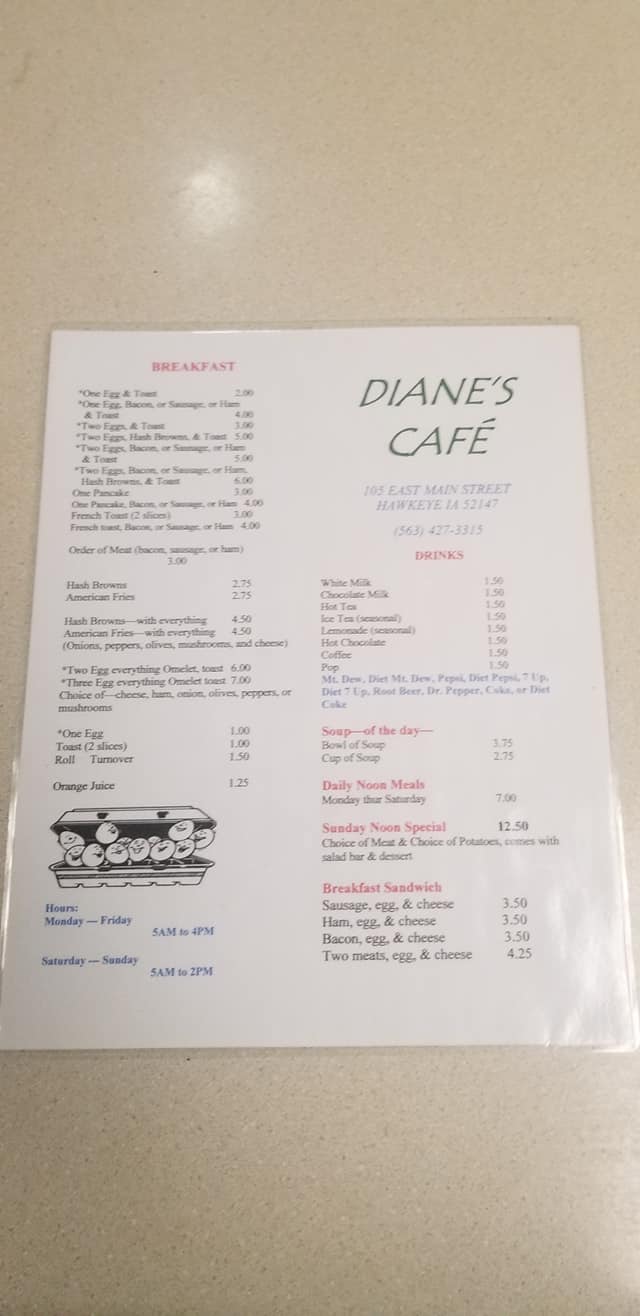 BREAKFAST
*One Egg & Toast 2.00
*One Egg, Bacon, or Sausage, or Ham
& Toast 4.00
*Two Eggs, & Toast 3.00
*Two Eggs, Hash Browns, & Toast 5.00
*Two Eggs, Bacon, or Sausage, or Ham
& Toast 5.00
*Two Eggs, Bacon, or Sausage, or Ham,
Hash Browns, & Toast 6.00
One Pancake 3.00
One Pancake, Bacon, or Sausage, or Ham 4.00
French Toast (2 slices) 3.00
French toast, Bacon, or Sausage, or Ham 4.00
Order of Meat (bacon, sausage, or ham)
3.00
Hash Browns 2.75
American Fries 2.75
Hash Browns—with everything 4.50
American Fries—with everything 4.50
(Onions, peppers, olives, mushrooms, and cheese)
*Two Egg everything Omelet, toast 6.00
*Three Egg everything Omelet toast 7.00
Choice of—cheese, ham, onion, olives, peppers, or
mushrooms
*One Egg 1.00
Toast (2 slices) 1.00
Roll Turnover 1.50
Orange Juice 1.25
Hours:
Monday — Friday
5AM to 4PM
Saturday --- Sunday
5AM to 2PM
DIANE'S
CAFÉ
105 EAST MAIN STREET
HAWKEYE IA 52147
(563) 427-3315
DRINKS
White Milk 1.50
Chocolate Milk 1.50
Hot Tea 1.50
Ice Tea (seasonal) 1.50
Lemonade (seasonal) 1.50
Hot Chocolate 1.50
Coffee 1.50
Pop 1.50
Mt. Dew, Diet Mt. Dew, Pepsi, Diet Pepsi, 7 Up,
Diet 7 Up, Root Beer, Dr. Pepper, Coke, or Diet
Coke
Soup—of the day—
Bowl of Soup 3.75
Cup of Soup 2.75
Daily Noon Meals
Monday thur Saturday 7.00
Sunday Noon Special 12.50
Choice of Meat & Choice of Potatoes, comes with
salad bar & dessert
Breakfast Sandwich
Sausage, egg, & cheese 3.50
Ham, egg, & cheese 3.50
Bacon, egg, & cheese 3.50
Two meats, egg, & cheese 4.25